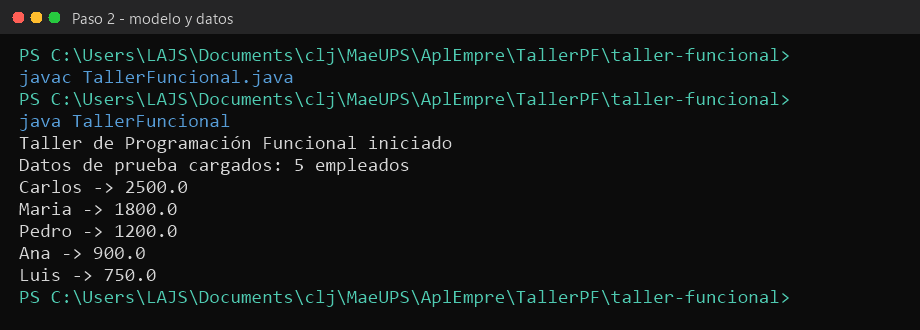 Paso 2 - modelo y datos
PS C:\Users\LAJS\Documents\clj\MaeUPS\AplEmpre\TallerPF\taller-funcional>
javac TallerFuncional.java
PS C:\Users\LAJS\Documents\clj\MaeUPS\AplEmpre\TallerPF\taller-funcional>
java TallerFuncional
Taller de Programación Funcional iniciado
Datos de prueba cargados: 5 empleados
Carlos -> 2500.0
Maria -> 1800.0
Pedro -> 1200.0
Ana -> 900.0
Luis -> 750.0
PS C:\Users\LAJS\Documents\clj\MaeUPS\AplEmpre\TallerPF\taller-funcional>